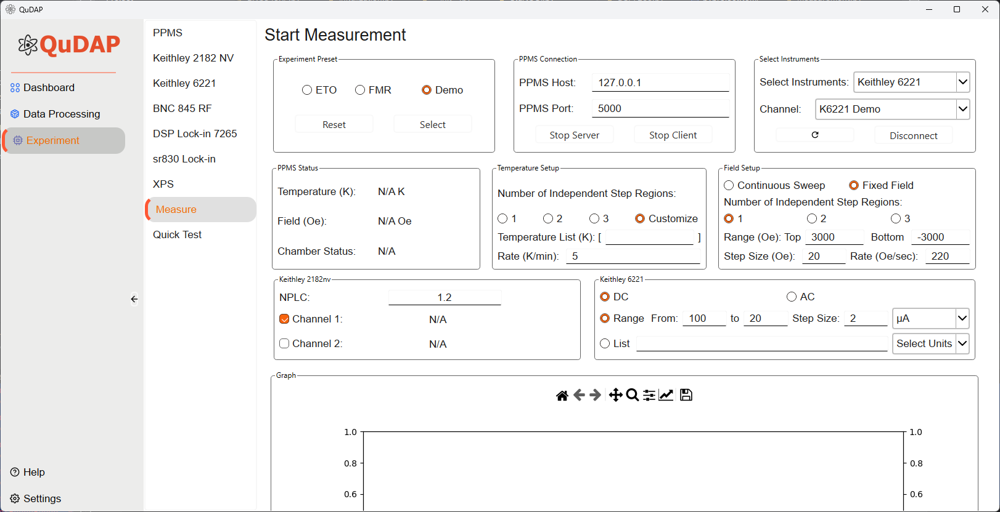 QuDAP
QuDAP
Dashboard
Data Processing
Experiment
Help
Settings
PPMS
Keithley 2182 NV
Keithley 6221
BNC 845 RF
DSP Lock-in 7265
sr830 Lock-in
XPS
Measure
Quick Test
Start Measurement
Experiment Preset
ETO FMR Demo
Reset Select
PPMS Connection
PPMS Host: 127.0.0.1
PPMS Port: 5000
Stop Server Stop Client
Select Instruments
Select Instruments: Keithley 6221
Channel: K6221 Demo
Disconnect
PPMS Status
Temperature (K): N/A K
Field (Oe): N/A Oe
Chamber Status: N/A
Temperature Setup
Number of Independent Step Regions:
1 2 3 Customize
Temperature List (K): [ ]
Rate (K/min): 5
Field Setup
Continuous Sweep Fixed Field
Number of Independent Step Regions:
1 2 3
Range (Oe): Top 3000 Bottom -3000
Step Size (Oe): 20 Rate (Oe/sec): 220
Keithley 2182nv
NPLC: 1.2
Channel 1: N/A
Channel 2: N/A
Keithley 6221
DC AC
Range From: 100 to 20 Step Size: 2 µA
List Select Units
Graph
1.0 1.0
0.8 0.8
0.6 0.6